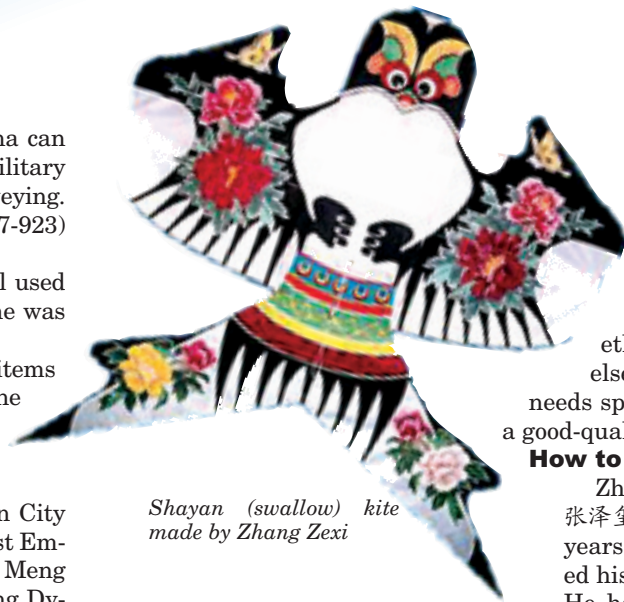 na can
ilitary
eying.
7-923)
l used
ne was
items
ne
n City
st Em-
Meng
ng Dy-
Shayan (swallow) kite
made by Zhang Zexi
eth
else
needs sp
a good-qual
How to
Zh
张泽玺
years
ed his